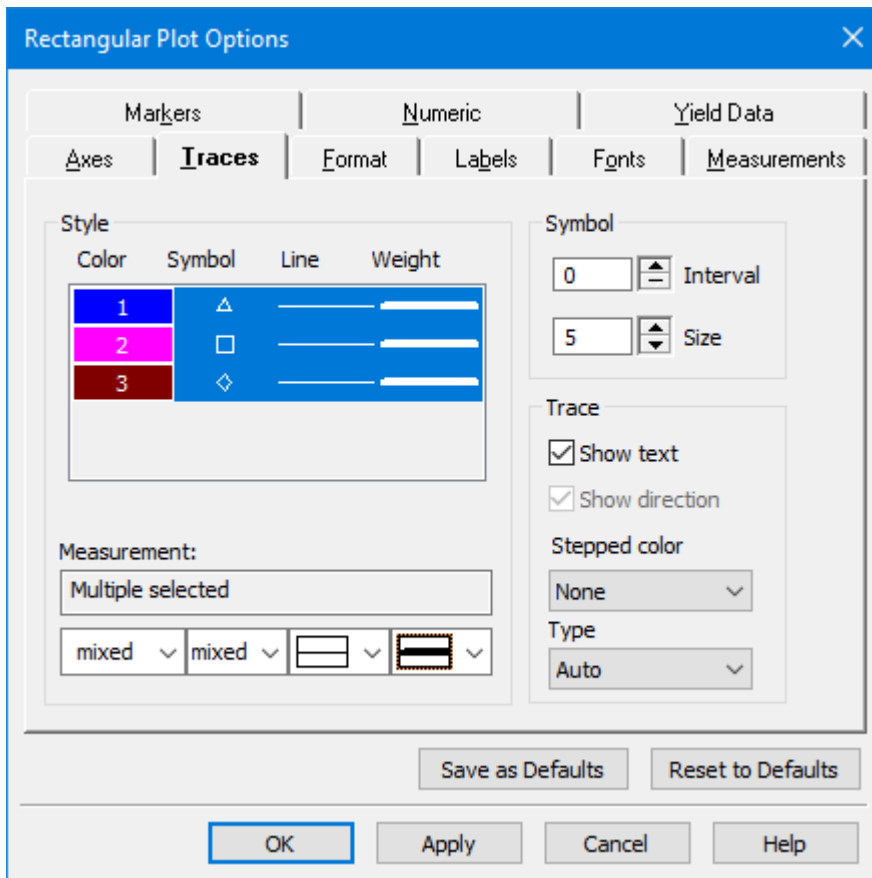 Rectangular Plot Options
Markers Numeric Yield Data
Axes Traces Format Labels Fonts Measurements
Style
Color Symbol Line Weight
1
2
3
Measurement:
Multiple selected
mixed mixed
Symbol
0 Interval
5 Size
Trace
Show text
Show direction
Stepped color
None
Type
Auto
Save as Defaults Reset to Defaults
OK Apply Cancel Help